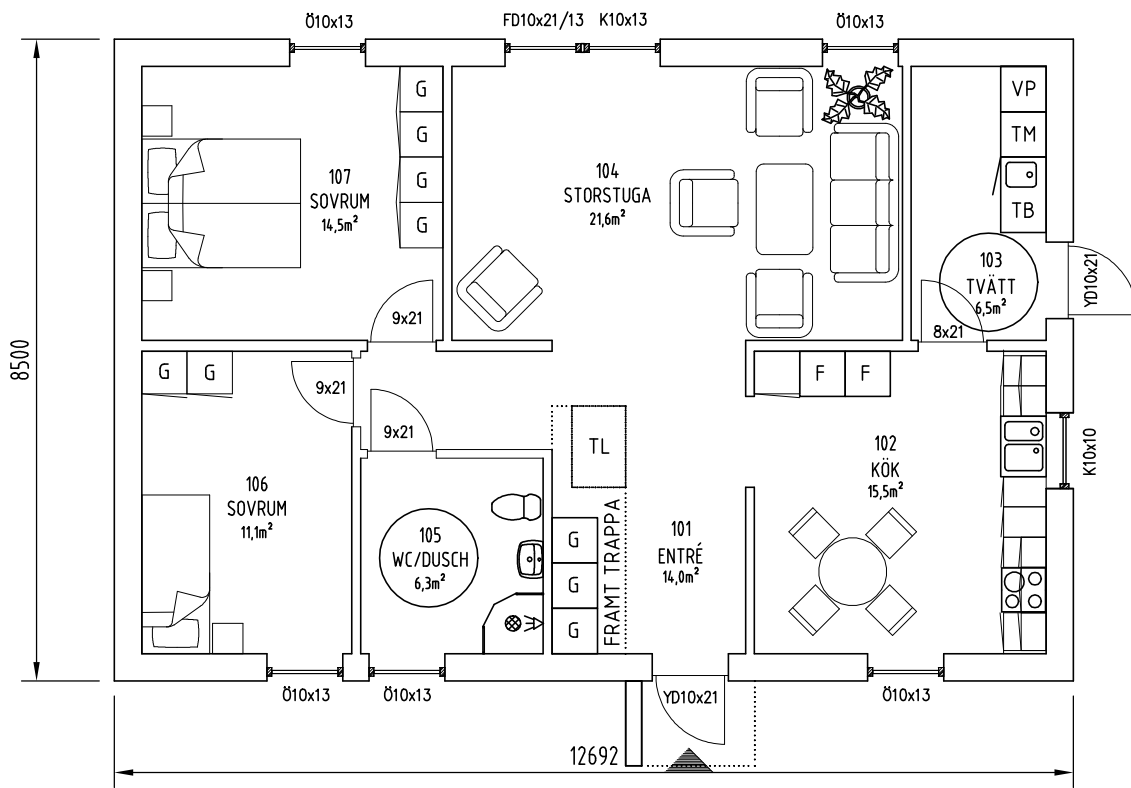 Ö10x13
FD10x21/13
K10x13
Ö10x13
G
G
G
G
107
SOVRUM
14,5m²
104
STORSTUGA
21,6m²
VP
TM
TB
103
TVÄTT
6,5m²
YD10x21
9x21
8x21
8500
G
G
9x21
9x21
F
F
TL
102
KÖK
15,5m²
K10x10
106
SOVRUM
11,1m²
105
WC/DUSCH
6,3m²
G
G
G
FRAMT TRAPPA
101
ENTRÉ
14,0m²
Ö10x13
Ö10x13
YD10x21
Ö10x13
12692